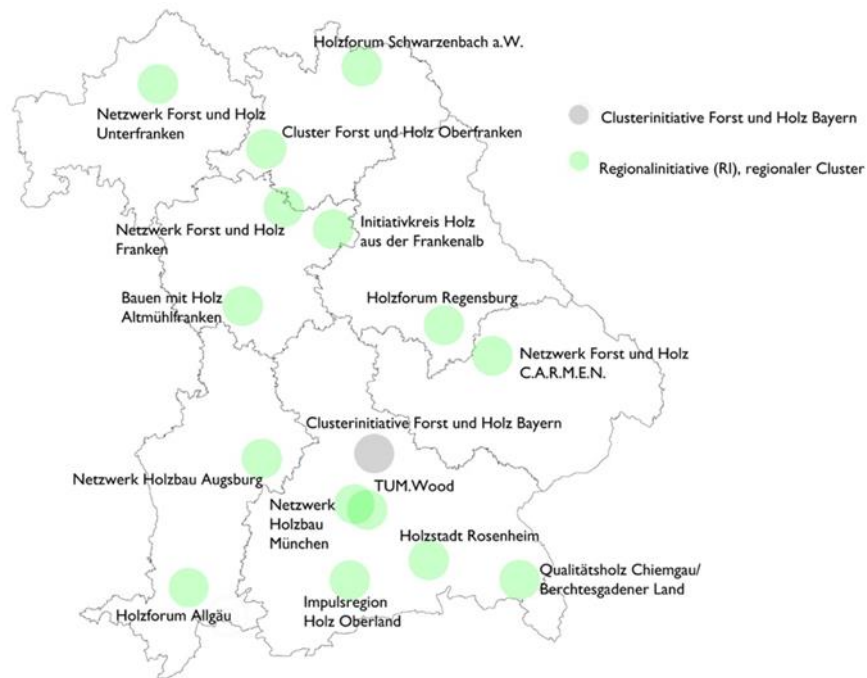 Holzforum Schwarzenbach a.W.
Netzwerk Forst und Holz
Unterfranken
Cluster Forst und Holz Oberfranken
Clusterinitiative Forst und Holz Bayern
Regionalinitiative (RI), regionaler Cluster
Netzwerk Forst und Holz
Franken
Initiativkreis Holz
aus der Frankenalb
Bauen mit Holz
Altmühlfranken
Holzforum Regensburg
Netzwerk Forst und Holz
C.A.R.M.E.N.
Clusterinitiative Forst und Holz Bayern
Netzwerk Holzbau Augsburg
TUM.Wood
Netzwerk
Holzbau
München
Holzstadt Rosenheim
Qualitätsholz Chiemgau/
Berchtesgadener Land
Holzforum Allgäu
Impulsregion
Holz Oberland